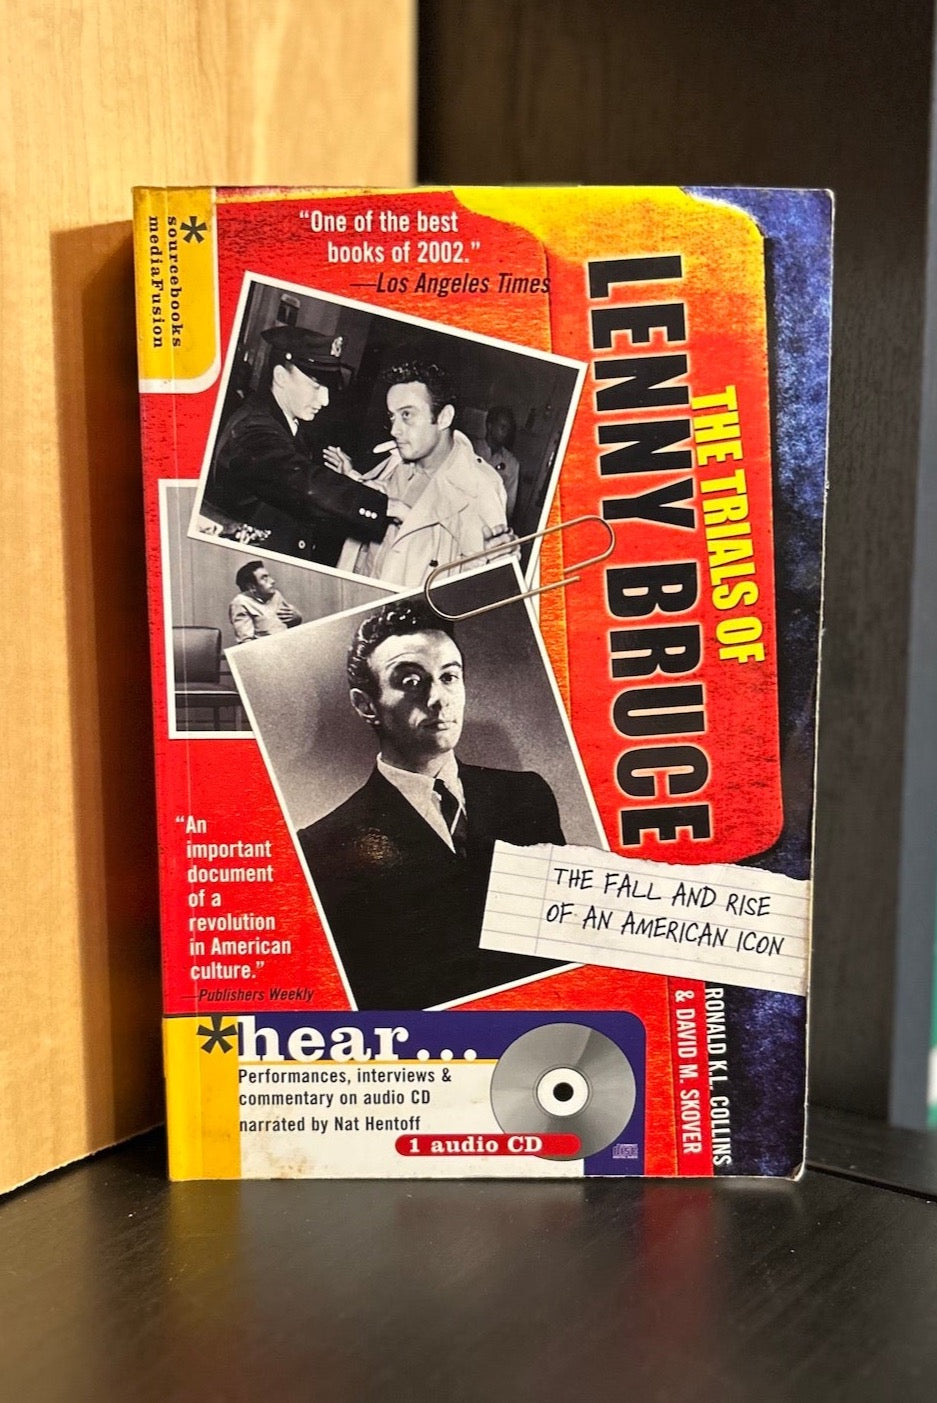 *
sourcebooks
mediaFusion
“One of the best
books of 2002.”
—Los Angeles Times
THE TRIALS OF
LENNY BRUCE
THE FALL AND RISE
OF AN AMERICAN ICON
“An
important
document
of a
revolution
in American
culture.”
—Publishers Weekly
RONALD K.L. COLLINS
& DAVID M. SKOVER
*hear...
Performances, interviews &
commentary on audio CD
narrated by Nat Hentoff
1 audio CD